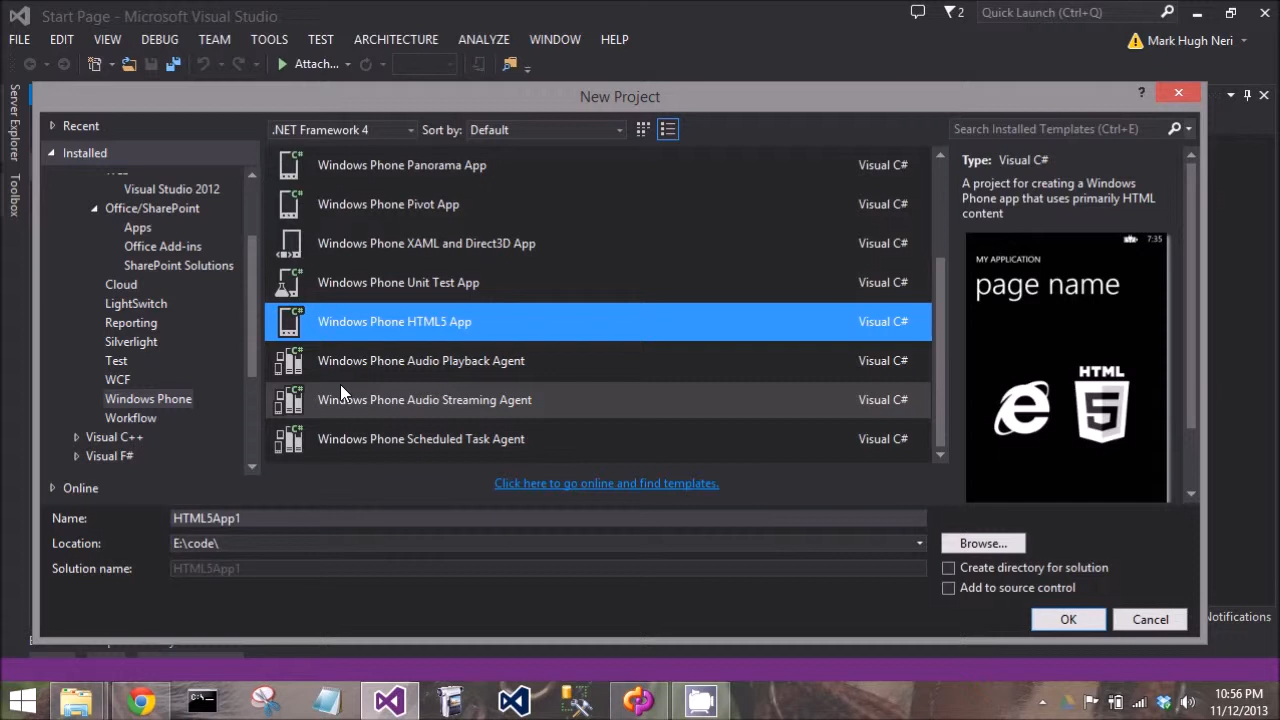 Start Page - Microsoft Visual Studio
2
Quick Launch (Ctrl+Q)
FILE EDIT VIEW DEBUG TEAM TOOLS TEST ARCHITECTURE ANALYZE WINDOW HELP
Mark Hugh Neri
Attach...
Server Explorer
Toolbox
New Project
?
Recent
.NET Framework 4
Sort by:
Default
Search Installed Templates (Ctrl+E)
Installed
Visual Studio 2012
Office/SharePoint
Apps
Office Add-ins
SharePoint Solutions
Cloud
LightSwitch
Reporting
Silverlight
Test
WCF
Windows Phone
Workflow
Visual C++
Visual F#
Online
Windows Phone Panorama App Visual C#
Windows Phone Pivot App Visual C#
Windows Phone XAML and Direct3D App Visual C#
Windows Phone Unit Test App Visual C#
Windows Phone HTML5 App Visual C#
Windows Phone Audio Playback Agent Visual C#
Windows Phone Audio Streaming Agent Visual C#
Windows Phone Scheduled Task Agent Visual C#
Click here to go online and find templates.
Type: Visual C#
A project for creating a Windows
Phone app that uses primarily HTML
content
7:35
MY APPLICATION
page name
HTML
5
Name: HTML5App1
Location: E:\code\
Browse...
Solution name: HTML5App1
Create directory for solution
Add to source control
OK
Cancel
Notifications
10:56 PM
11/12/2013